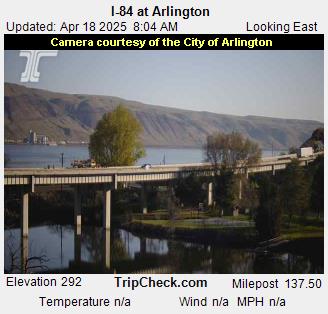 I-84 at Arlington
Updated: Apr 18 2025 8:04 AM Looking East
Camera courtesy of the City of Arlington
Elevation 292 TripCheck.com Milepost 137.50
Temperature n/a Wind n/a MPH n/a